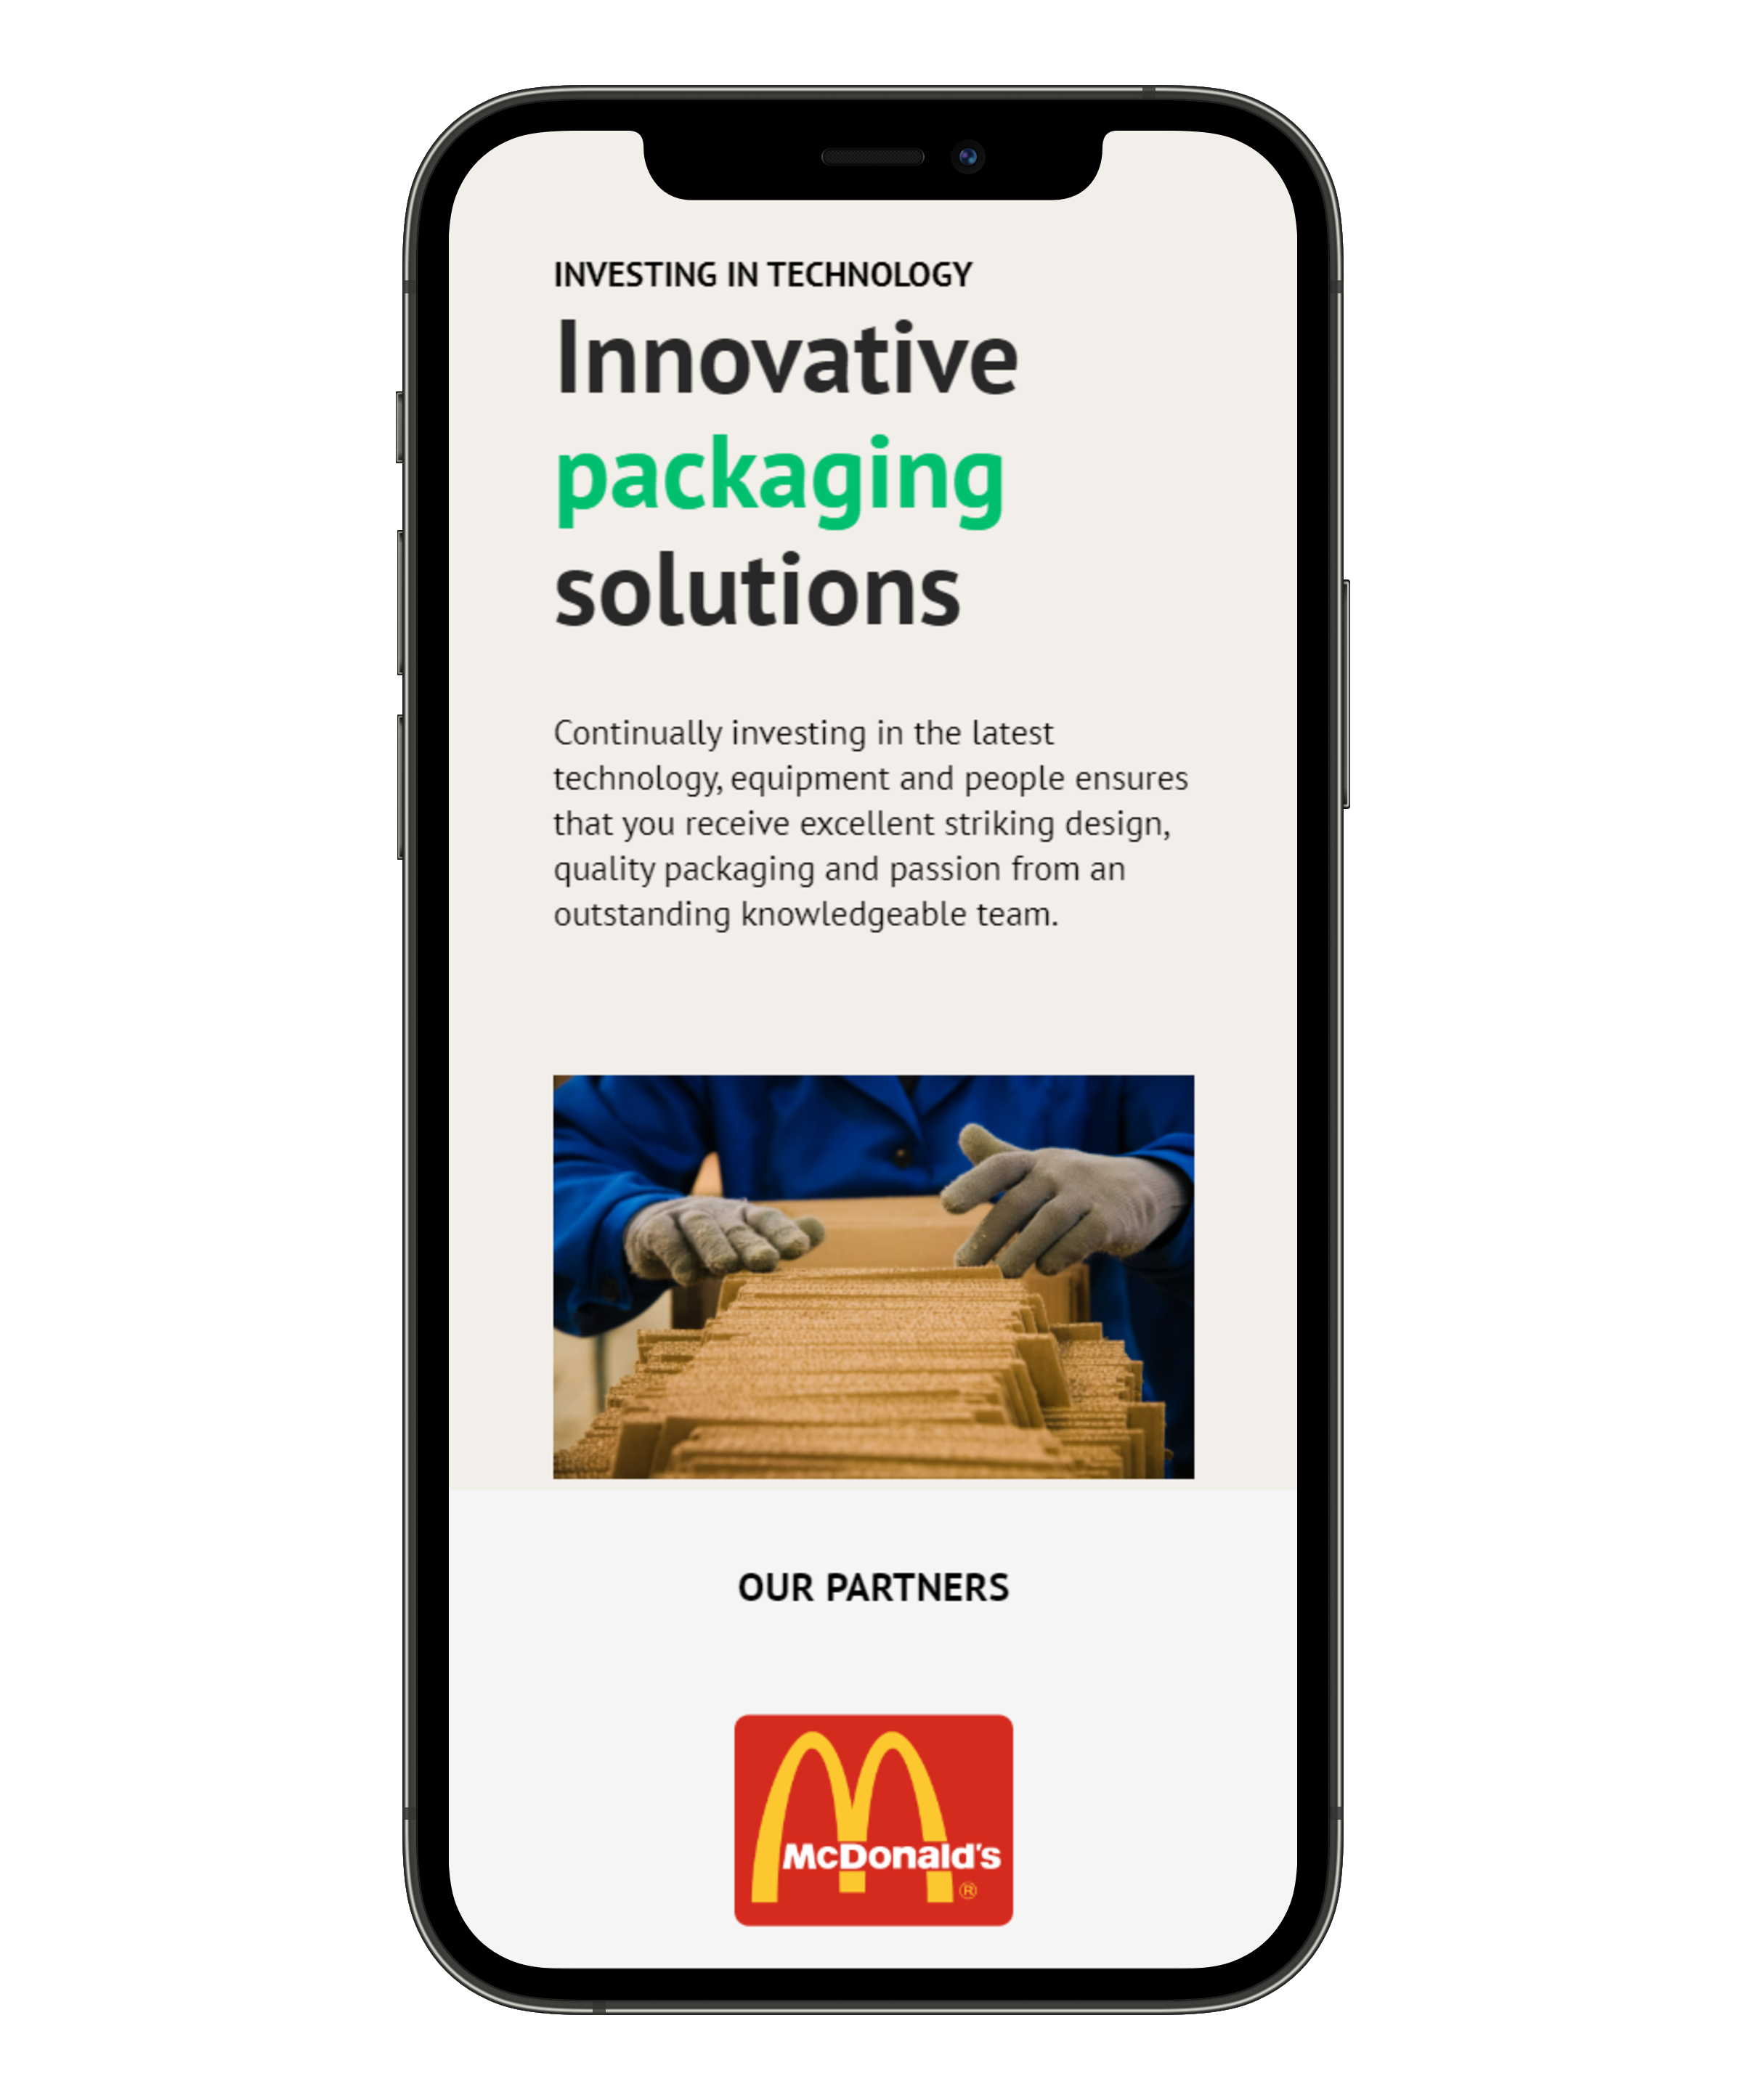 INVESTING IN TECHNOLOGY
Innovative
packaging
solutions
Continually investing in the latest
technology, equipment and people ensures
that you receive excellent striking design,
quality packaging and passion from an
outstanding knowledgeable team.
OUR PARTNERS
McDonald's
®